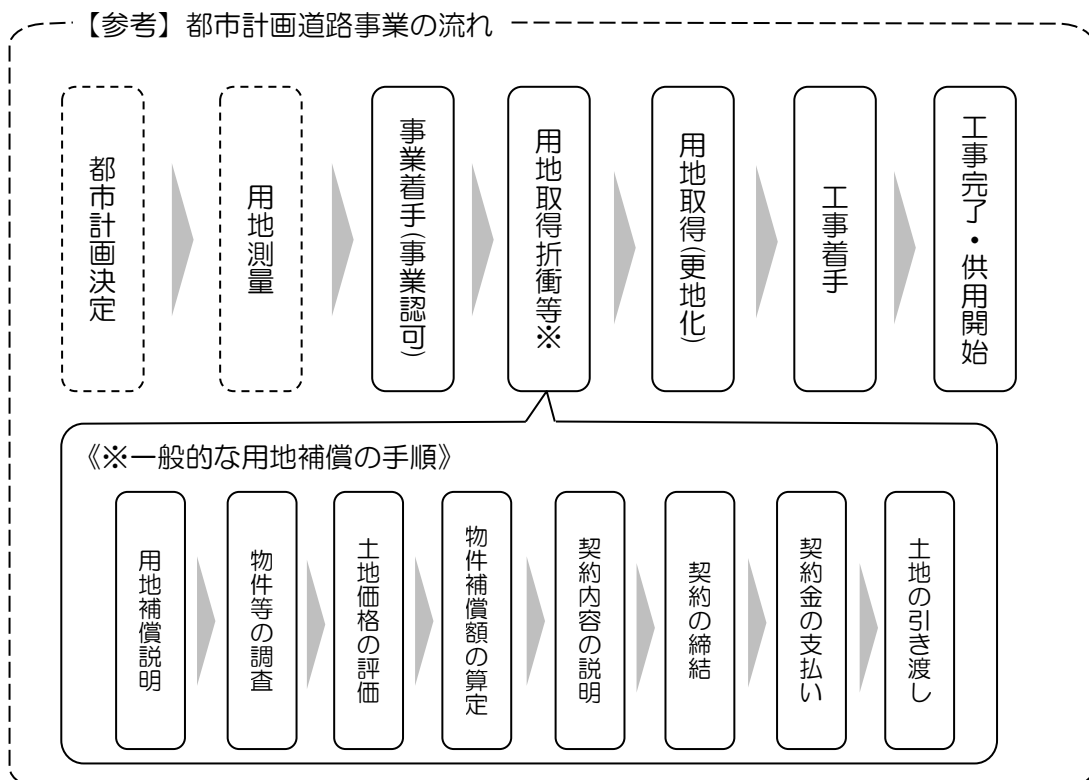 【参考】都市計画道路事業の流れ
都市計画決定
用地測量
事業着手(事業認可)
用地取得折衝等※
用地取得(更地化)
工事着手
工事完了・供用開始
《※一般的な用地補償の手順》
用地補償説明
物件等の調査
土地価格の評価
物件補償額の算定
契約内容の説明
契約の締結
契約金の支払い
土地の引き渡し